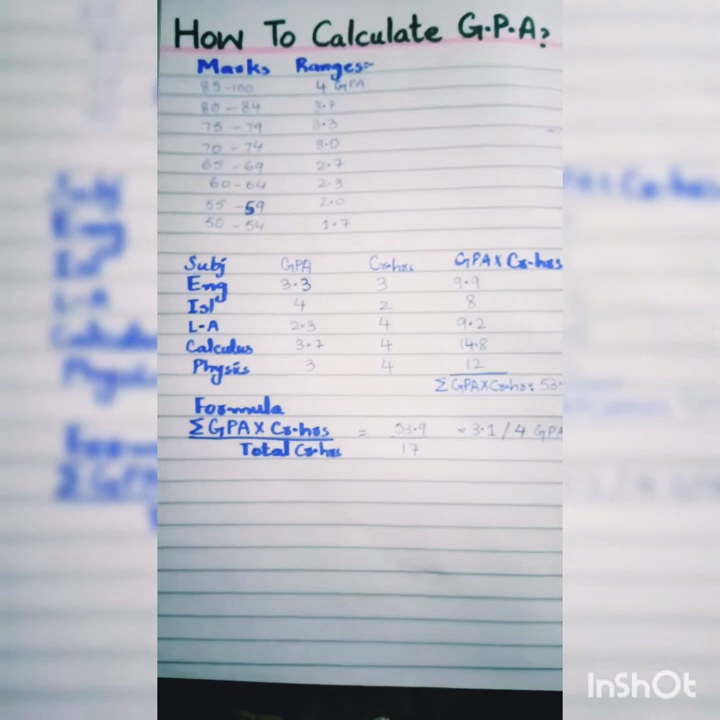 How To Calculate G.P.A?
Marks Ranges:-
85-100 4 GPA
80-84 3.7
75-79 3.3
70-74 3.0
65-69 2.7
60-64 2.3
55-59 2.0
50-54 1.7
Subj GPA Cr-hrs GPA X Cr-hrs
Eng 3.3 3 9.9
Isl 4 2 8
L-A 2.3 4 9.2
Calculus 3.7 4 14.8
Physics 3 4 12
Σ GPA X Cr-hrs: 53.
Formula
Σ GPA X Cr-hrs = 53.9 = 3.1 / 4 GPA
Total Cr-hrs 17
InShOt